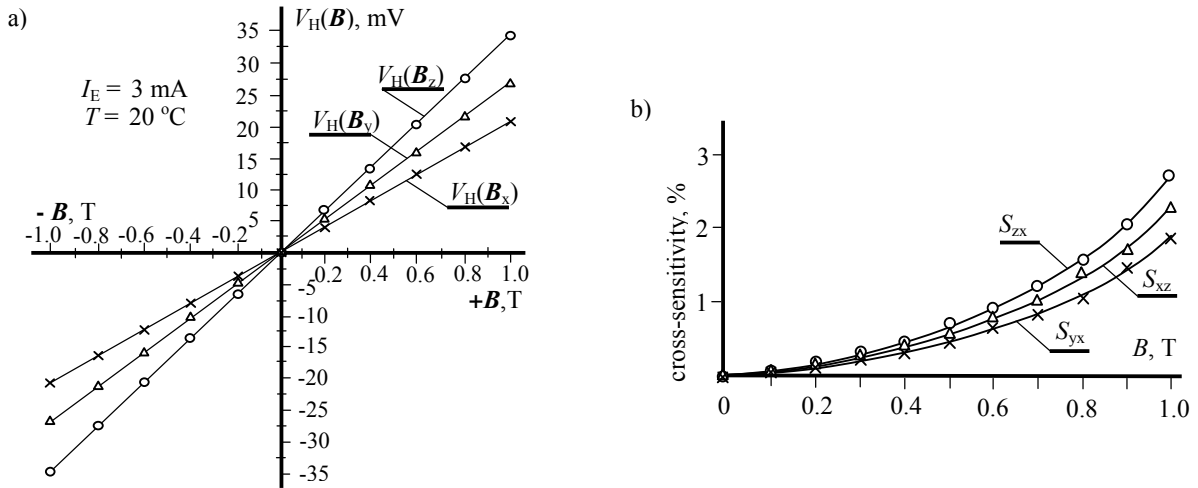 a)
V_H(B), mV
35
30
25
20
15
10
5
I_E = 3 mA
T = 20 °C
V_H(B_z)
V_H(B_y)
V_H(B_x)
- B, T
-1.0 -0.8 -0.6 -0.4 -0.2
0.2 0.4 0.6 0.8 1.0
+B,T
-5
-10
-15
-20
-25
-30
-35
b)
cross-sensitivity, %
3
2
1
S_zx
S_xz
S_yx
B, T
0 0.2 0.4 0.6 0.8 1.0